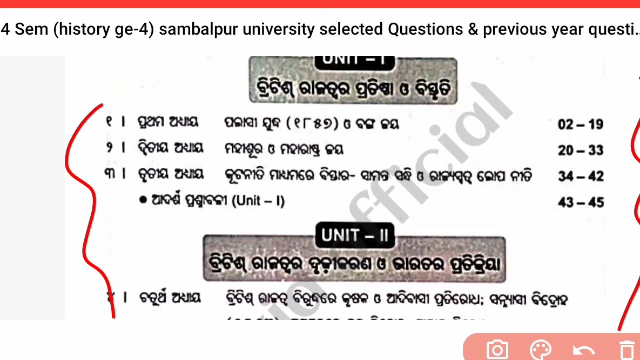 4 Sem (history ge-4) sambalpur university selected Questions & previous year questi..
UNIT – I
ବ୍ରିଟିଶ୍ ରାଜତ୍ୱର ପ୍ରତିଷ୍ଠା ଓ ବିସ୍ତୃତି
୧ । ପ୍ରଥମ ଅଧ୍ୟାୟ ପଲାସୀ ଯୁଦ୍ଧ (୧୮୫୭) ଓ ବଙ୍ଗ ଜୟ 02 – 19
୨ । ଦ୍ୱିତୀୟ ଅଧ୍ୟାୟ ମହୀଶୂର ଓ ମହାରାଷ୍ଟ୍ର ଜୟ 20 – 33
୩ । ତୃତୀୟ ଅଧ୍ୟାୟ କୂଟନୀତି ମାଧ୍ୟମରେ ବିସ୍ତାର- ସାମନ୍ତ ସନ୍ଧି ଓ ରାଜ୍ୟସ୍ୱତ୍ୱ ଲୋପ ନୀତି 34 – 42
• ଆଦର୍ଶ ପ୍ରଶ୍ନାବଳୀ (Unit – I) 43 – 45
UNIT – II
ବ୍ରିଟିଶ୍ ରାଜତ୍ୱର ଦୃଢ଼ୀକରଣ ଓ ଭାରତର ପ୍ରତିକ୍ରିୟା
୪ । ଚତୁର୍ଥ ଅଧ୍ୟାୟ ବ୍ରିଟିଶ୍ ରାଜତ୍ୱ ବିରୁଦ୍ଧରେ କୃଷକ ଓ ଆଦିବାସୀ ପ୍ରତିରୋଧ; ସନ୍ନ୍ୟାସୀ ବିଦ୍ରୋହ
official